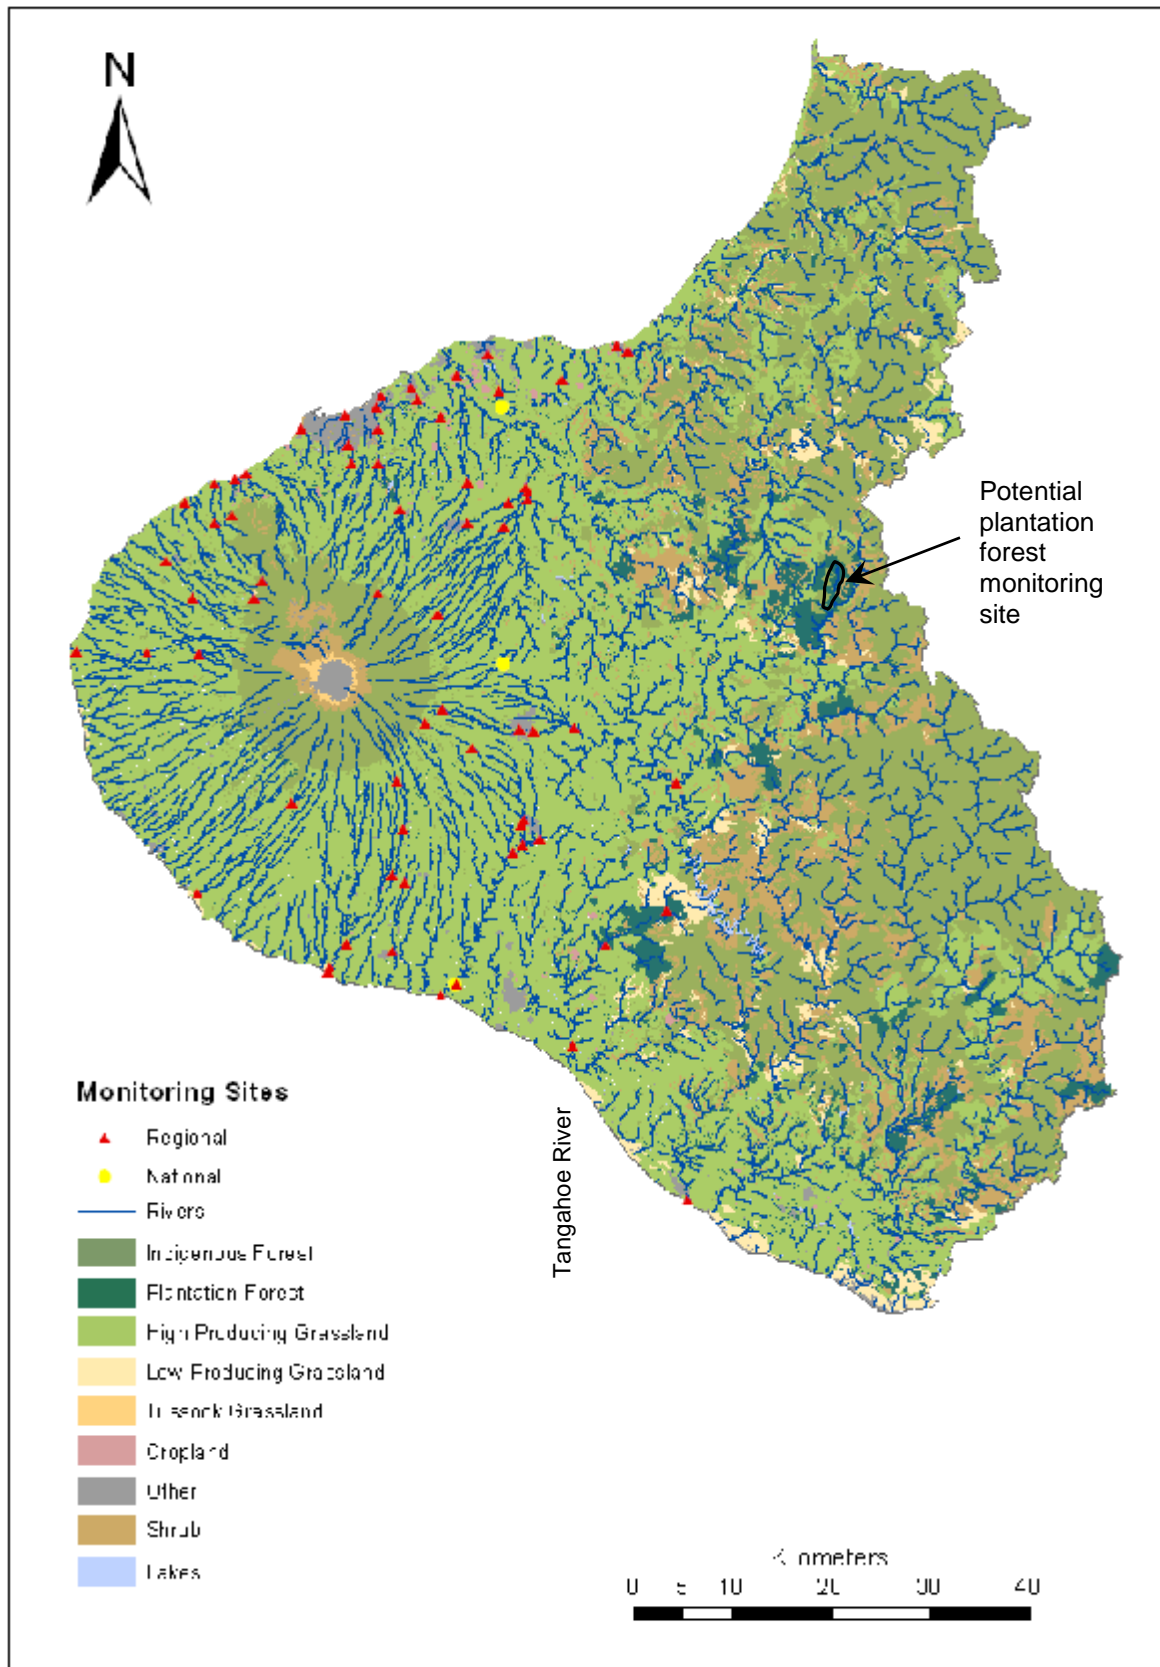 N
Potential
plantation
forest
monitoring
site
Tangahoe River
Monitoring Sites
Regional
National
Rivers
Indigenous Forest
Plantation Forest
High Producing Grassland
Low Producing Grassland
Tussock Grassland
Cropland
Other
Shrub
Lakes
Kilometers
0 5 10 20 30 40